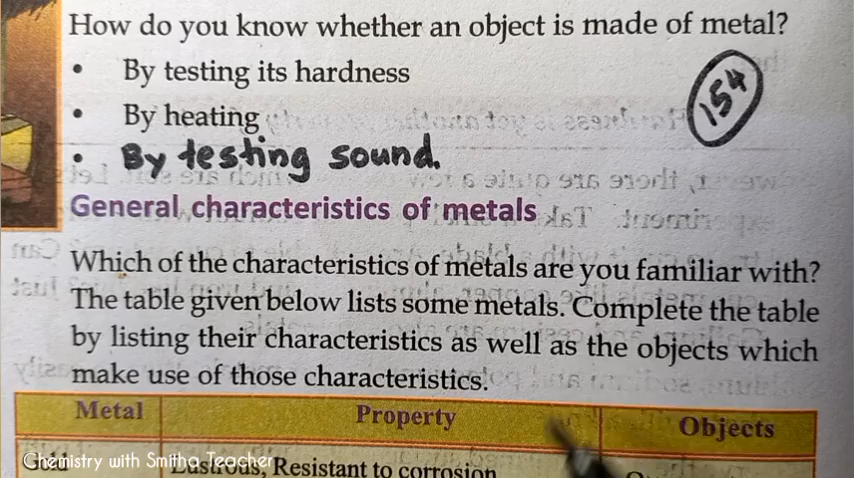 How do you know whether an object is made of metal?
• By testing its hardness
154
• By heating
• By testing sound.
General characteristics of metals
Which of the characteristics of metals are you familiar with?
The table given below lists some metals. Complete the table
by listing their characteristics as well as the objects which
make use of those characteristics.
Metal Property Objects
Gold Lustrous, Resistant to corrosion
Chemistry with Smitha Teacher